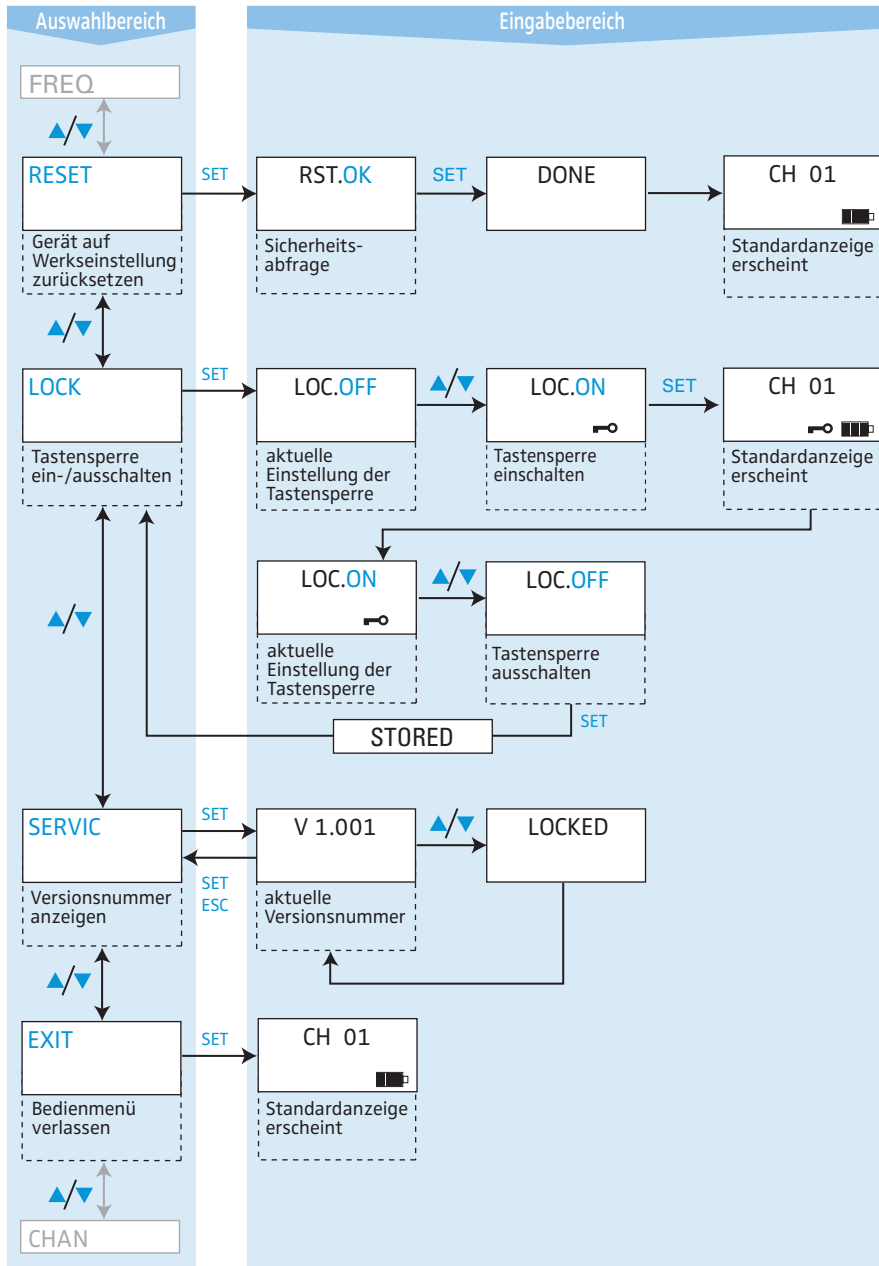 Auswahlbereich
Eingabebereich
FREQ
▲/▼
RESET
SET
RST.OK
SET
DONE
CH 01
Gerät auf
Werkseinstellung
zurücksetzen
Sicherheits-
abfrage
Standardanzeige
erscheint
▲/▼
LOCK
SET
LOC.OFF
▲/▼
LOC.ON
SET
CH 01
Tastensperre
ein-/ausschalten
aktuelle
Einstellung der
Tastensperre
Tastensperre
einschalten
Standardanzeige
erscheint
LOC.ON
▲/▼
LOC.OFF
▲/▼
aktuelle
Einstellung der
Tastensperre
Tastensperre
ausschalten
SET
STORED
SERVIC
SET
V 1.001
▲/▼
LOCKED
SET
ESC
Versionsnummer
anzeigen
aktuelle
Versionsnummer
▲/▼
EXIT
SET
CH 01
Bedienmenü
verlassen
Standardanzeige
erscheint
▲/▼
CHAN